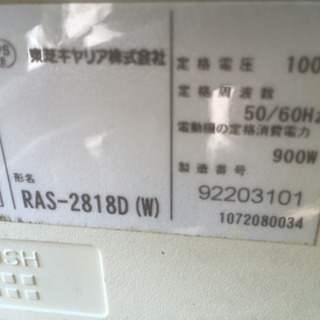 東芝キャリア株式会社
形名
RAS-2818D(W)
定格電圧 100
定格周波数
50/60Hz
電動機の定格消費電力
900W
製造番号
92203101
1072080034
SH